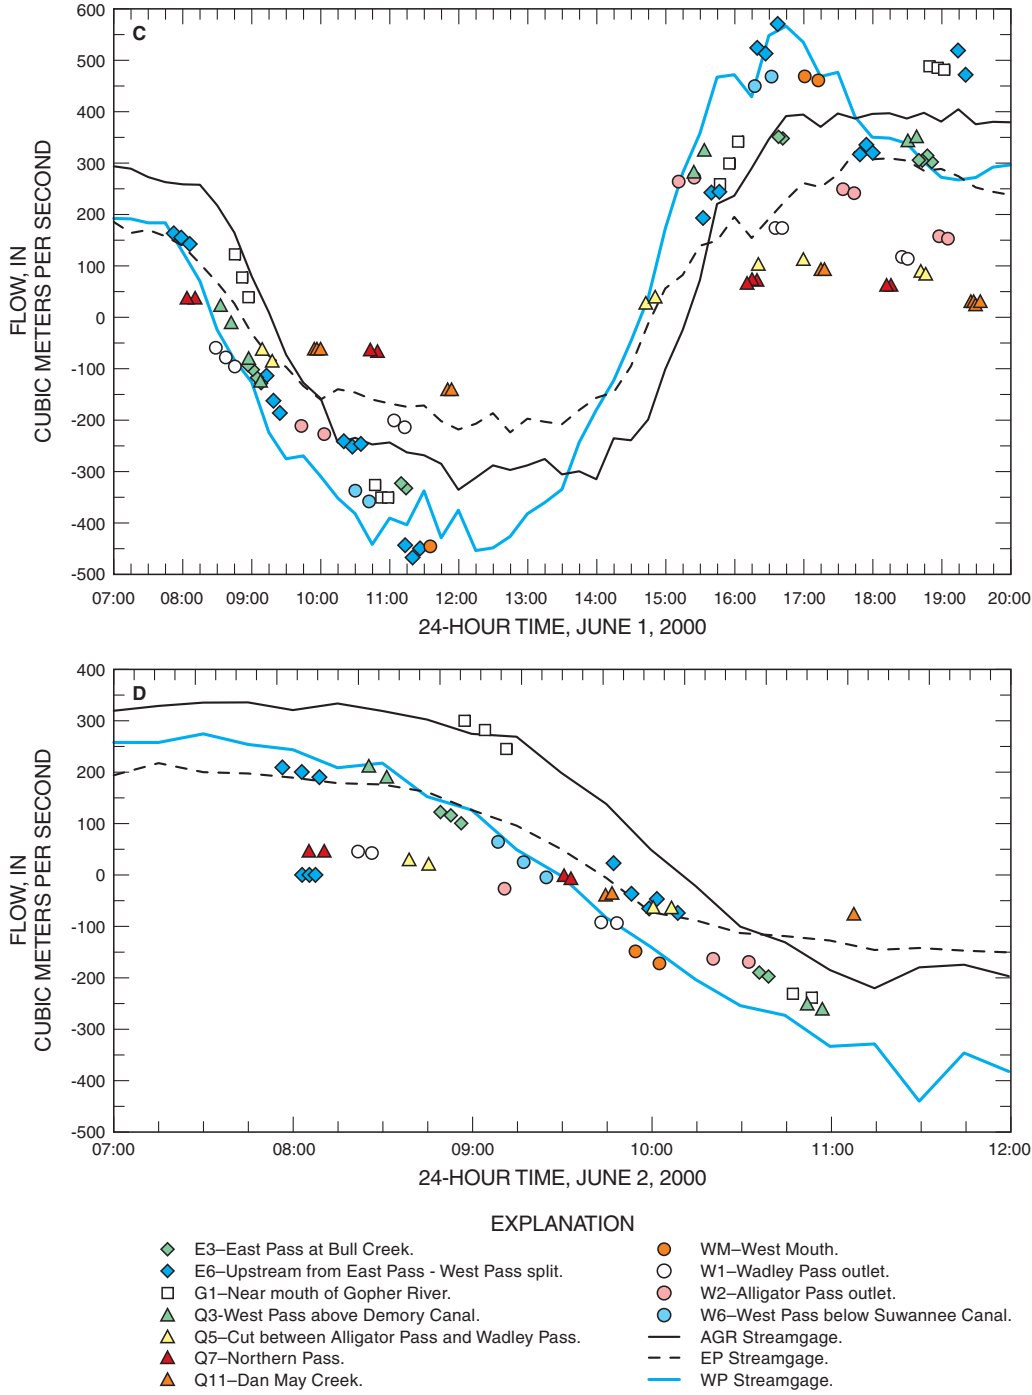 C
600
500
400
300
200
100
0
-100
-200
-300
-400
-500
FLOW, IN
CUBIC METERS PER SECOND
07:00 08:00 09:00 10:00 11:00 12:00 13:00 14:00 15:00 16:00 17:00 18:00 19:00 20:00
24-HOUR TIME, JUNE 1, 2000
D
400
300
200
100
0
-100
-200
-300
-400
-500
FLOW, IN
CUBIC METERS PER SECOND
07:00 08:00 09:00 10:00 11:00 12:00
24-HOUR TIME, JUNE 2, 2000
EXPLANATION
E3–East Pass at Bull Creek.
E6–Upstream from East Pass - West Pass split.
G1–Near mouth of Gopher River.
Q3-West Pass above Demory Canal.
Q5–Cut between Alligator Pass and Wadley Pass.
Q7–Northern Pass.
Q11–Dan May Creek.
WM–West Mouth.
W1–Wadley Pass outlet.
W2–Alligator Pass outlet.
W6–West Pass below Suwannee Canal.
AGR Streamgage.
EP Streamgage.
WP Streamgage.